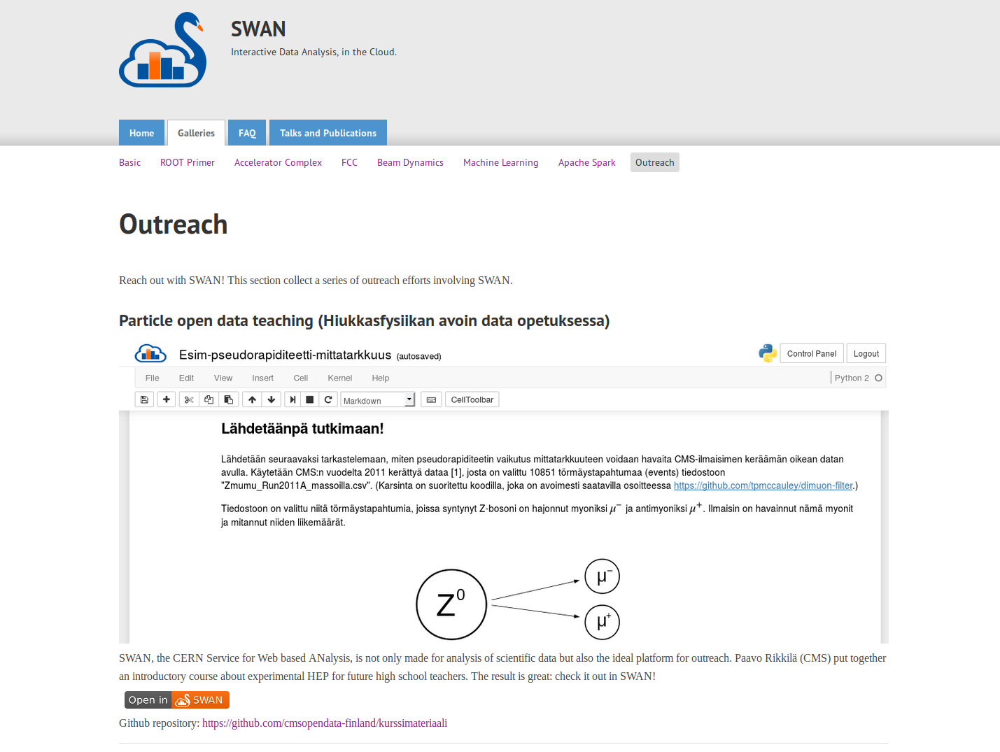 SWAN
Interactive Data Analysis, in the Cloud.
Home Galleries FAQ Talks and Publications
Basic ROOT Primer Accelerator Complex FCC Beam Dynamics Machine Learning Apache Spark Outreach
Outreach
Reach out with SWAN! This section collect a series of outreach efforts involving SWAN.
Particle open data teaching (Hiukkasfysiikan avoin data opetuksessa)
Esim-pseudorapiditeetti-mittatarkkuus (autosaved) Control Panel Logout
File Edit View Insert Cell Kernel Help Python 2
Markdown CellToolbar
Lähdetäänpä tutkimaan!
Lähdetään seuraavaksi tarkastelemaan, miten pseudorapiditeetin vaikutus mittatarkkuuteen voidaan havaita CMS-ilmaisimen keräämän oikean datan
avulla. Käytetään CMS:n vuodelta 2011 kerättyä dataa [1], josta on valittu 10851 törmäystapahtumaa (events) tiedostoon
"Zmumu_Run2011A_massoilla.csv". (Karsinta on suoritettu koodilla, joka on avoimesti saatavilla osoitteessa https://github.com/tpmccauley/dimuon-filter.)
Tiedostoon on valittu niitä törmäystapahtumia, joissa syntynyt Z-bosoni on hajonnut myoniksi μ⁻ ja antimyoniksi μ⁺. Ilmaisin on havainnut nämä myonit
ja mitannut niiden liikemäärät.
μ⁻
Z⁰
μ⁺
SWAN, the CERN Service for Web based ANalysis, is not only made for analysis of scientific data but also the ideal platform for outreach. Paavo Rikkilä (CMS) put together
an introductory course about experimental HEP for future high school teachers. The result is great: check it out in SWAN!
Open in SWAN
Github repository: https://github.com/cmsopendata-finland/kurssimateriaali